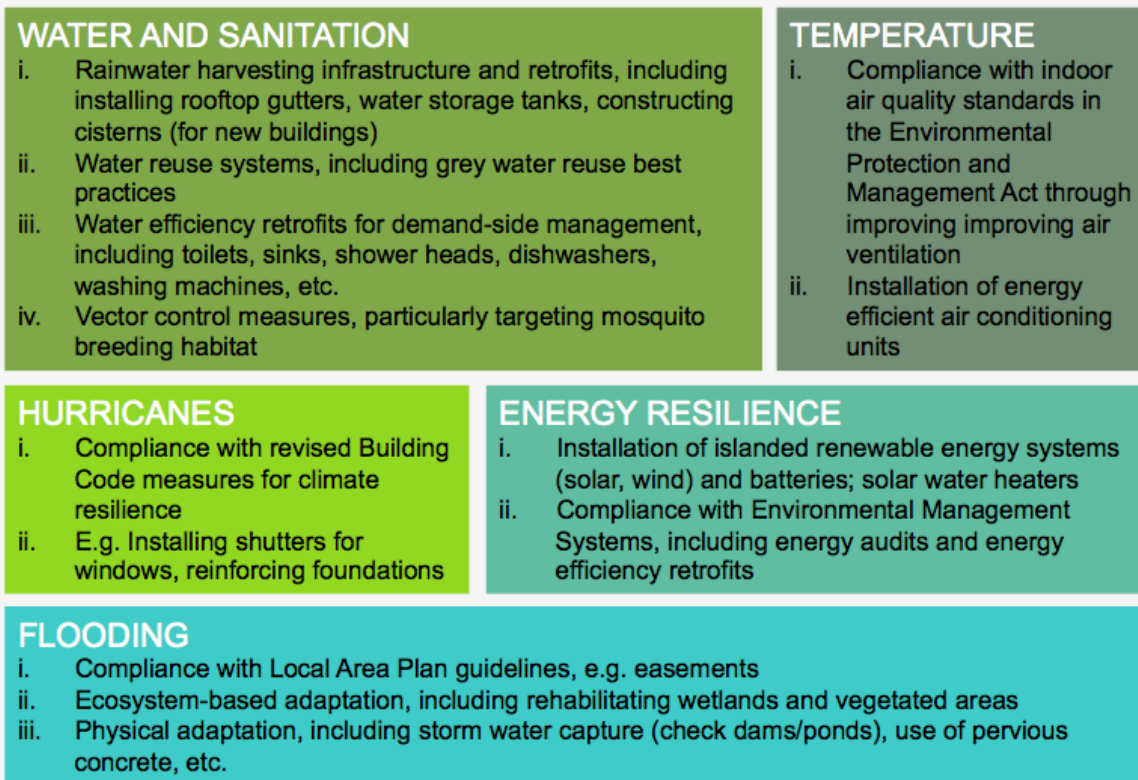 WATER AND SANITATION
i. Rainwater harvesting infrastructure and retrofits, including
installing rooftop gutters, water storage tanks, constructing
cisterns (for new buildings)
ii. Water reuse systems, including grey water reuse best
practices
iii. Water efficiency retrofits for demand-side management,
including toilets, sinks, shower heads, dishwashers,
washing machines, etc.
iv. Vector control measures, particularly targeting mosquito
breeding habitat
TEMPERATURE
i. Compliance with indoor
air quality standards in
the Environmental
Protection and
Management Act through
improving improving air
ventilation
ii. Installation of energy
efficient air conditioning
units
HURRICANES
i. Compliance with revised Building
Code measures for climate
resilience
ii. E.g. Installing shutters for
windows, reinforcing foundations
ENERGY RESILIENCE
i. Installation of islanded renewable energy systems
(solar, wind) and batteries; solar water heaters
ii. Compliance with Environmental Management
Systems, including energy audits and energy
efficiency retrofits
FLOODING
i. Compliance with Local Area Plan guidelines, e.g. easements
ii. Ecosystem-based adaptation, including rehabilitating wetlands and vegetated areas
iii. Physical adaptation, including storm water capture (check dams/ponds), use of pervious
concrete, etc.